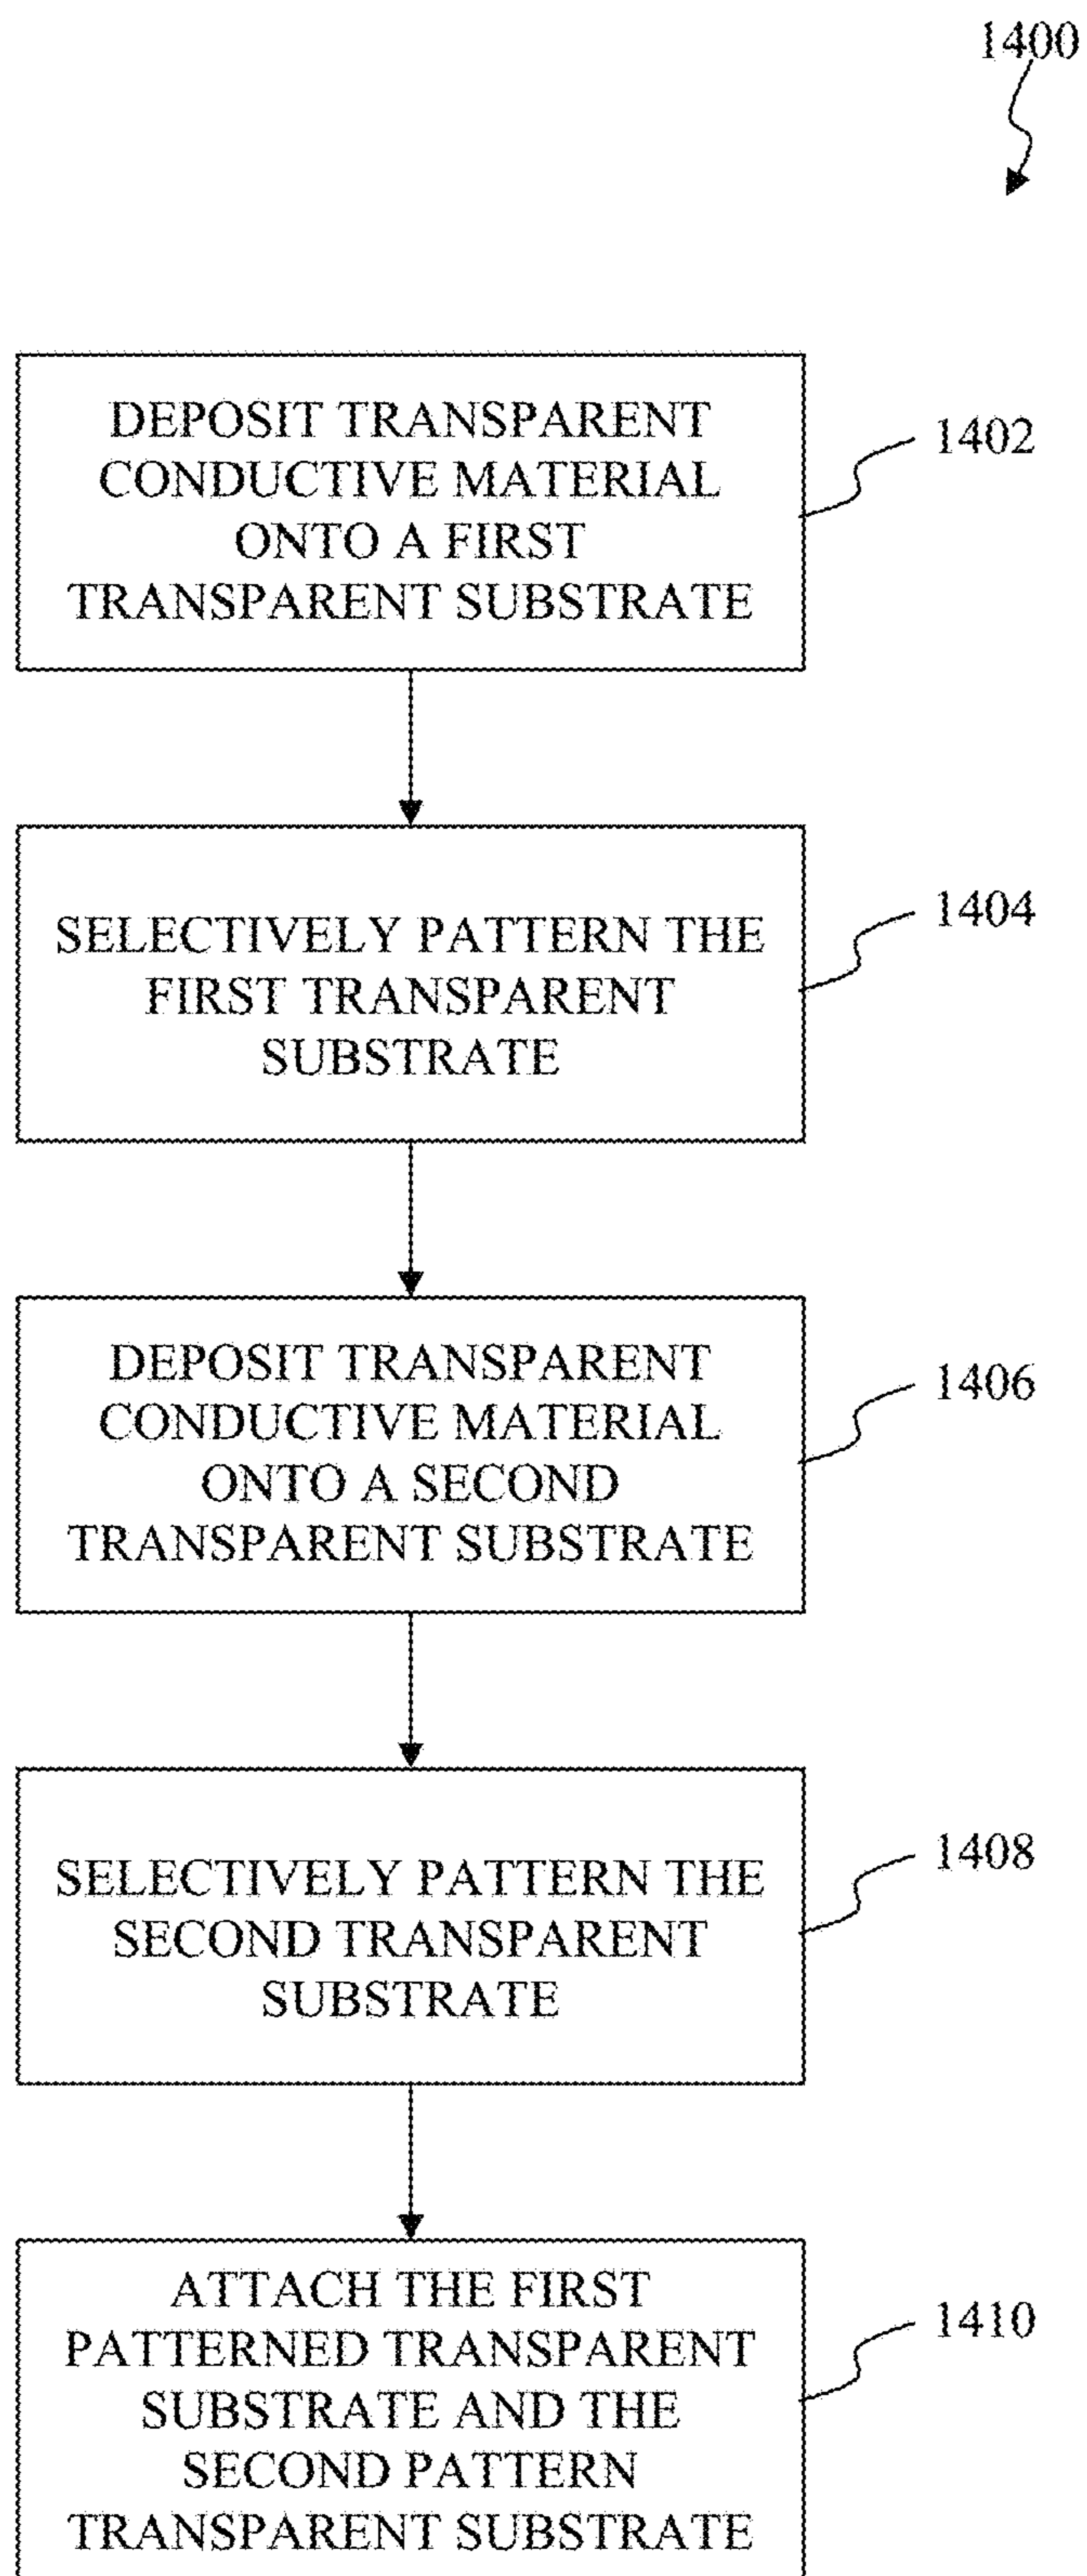 1400
DEPOSIT TRANSPARENT
CONDUCTIVE MATERIAL
ONTO A FIRST
TRANSPARENT SUBSTRATE
1402
SELECTIVELY PATTERN THE
FIRST TRANSPARENT
SUBSTRATE
1404
DEPOSIT TRANSPARENT
CONDUCTIVE MATERIAL
ONTO A SECOND
TRANSPARENT SUBSTRATE
1406
SELECTIVELY PATTERN THE
SECOND TRANSPARENT
SUBSTRATE
1408
ATTACH THE FIRST
PATTERNED TRANSPARENT
SUBSTRATE AND THE
SECOND PATTERN
TRANSPARENT SUBSTRATE
1410